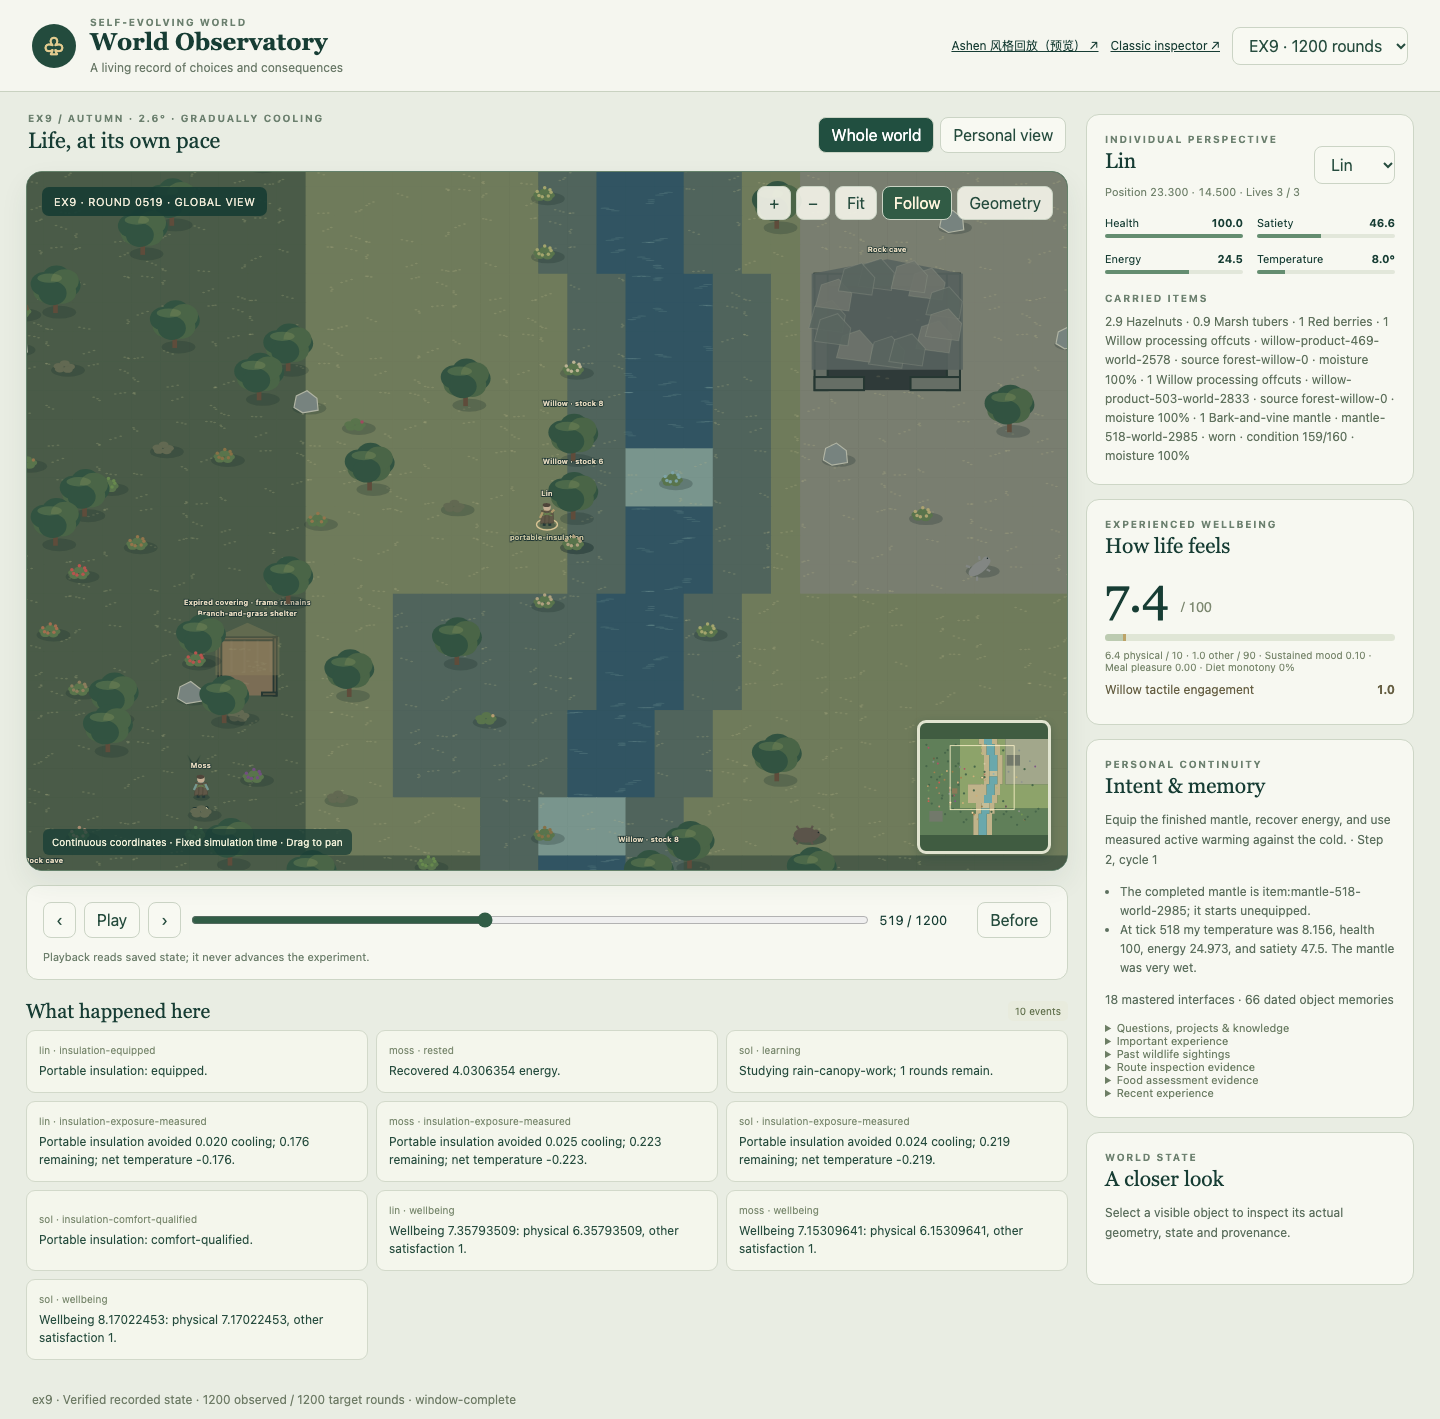 SELF-EVOLVING WORLD
World Observatory
A living record of choices and consequences
Ashen 风格回放（预览） ↗
Classic inspector ↗
EX9 · 1200 rounds
EX9 / AUTUMN · 2.6° · GRADUALLY COOLING
Life, at its own pace
Whole world
Personal view
EX9 · ROUND 0519 · GLOBAL VIEW
+
−
Fit
Follow
Geometry
Rock cave
Willow · stock 8
Willow · stock 6
Lin
portable-insulation
Expired covering · frame remains
Branch-and-grass shelter
Moss
Willow · stock 8
Continuous coordinates · Fixed simulation time · Drag to pan
Rock cave
‹
Play
›
519 / 1200
Before
Playback reads saved state; it never advances the experiment.
What happened here
10 events
lin · insulation-equipped
Portable insulation: equipped.
moss · rested
Recovered 4.0306354 energy.
sol · learning
Studying rain-canopy-work; 1 rounds remain.
lin · insulation-exposure-measured
Portable insulation avoided 0.020 cooling; 0.176
remaining; net temperature -0.176.
moss · insulation-exposure-measured
Portable insulation avoided 0.025 cooling; 0.223
remaining; net temperature -0.223.
sol · insulation-exposure-measured
Portable insulation avoided 0.024 cooling; 0.219
remaining; net temperature -0.219.
sol · insulation-comfort-qualified
Portable insulation: comfort-qualified.
lin · wellbeing
Wellbeing 7.35793509: physical 6.35793509, other
satisfaction 1.
moss · wellbeing
Wellbeing 7.15309641: physical 6.15309641, other
satisfaction 1.
sol · wellbeing
Wellbeing 8.17022453: physical 7.17022453, other
satisfaction 1.
ex9 · Verified recorded state · 1200 observed / 1200 target rounds · window-complete
INDIVIDUAL PERSPECTIVE
Lin
Lin
Position 23.300 · 14.500 · Lives 3 / 3
Health 100.0
Satiety 46.6
Energy 24.5
Temperature 8.0°
CARRIED ITEMS
2.9 Hazelnuts · 0.9 Marsh tubers · 1 Red berries · 1
Willow processing offcuts · willow-product-469-
world-2578 · source forest-willow-0 · moisture
100% · 1 Willow processing offcuts · willow-
product-503-world-2833 · source forest-willow-0 ·
moisture 100% · 1 Bark-and-vine mantle · mantle-
518-world-2985 · worn · condition 159/160 ·
moisture 100%
EXPERIENCED WELLBEING
How life feels
7.4 / 100
6.4 physical / 10 · 1.0 other / 90 · Sustained mood 0.10 ·
Meal pleasure 0.00 · Diet monotony 0%
Willow tactile engagement 1.0
PERSONAL CONTINUITY
Intent & memory
Equip the finished mantle, recover energy, and use
measured active warming against the cold. · Step
2, cycle 1
• The completed mantle is item:mantle-518-
world-2985; it starts unequipped.
• At tick 518 my temperature was 8.156, health
100, energy 24.973, and satiety 47.5. The mantle
was very wet.
18 mastered interfaces · 66 dated object memories
▶ Questions, projects & knowledge
▶ Important experience
▶ Past wildlife sightings
▶ Route inspection evidence
▶ Food assessment evidence
▶ Recent experience
WORLD STATE
A closer look
Select a visible object to inspect its actual
geometry, state and provenance.